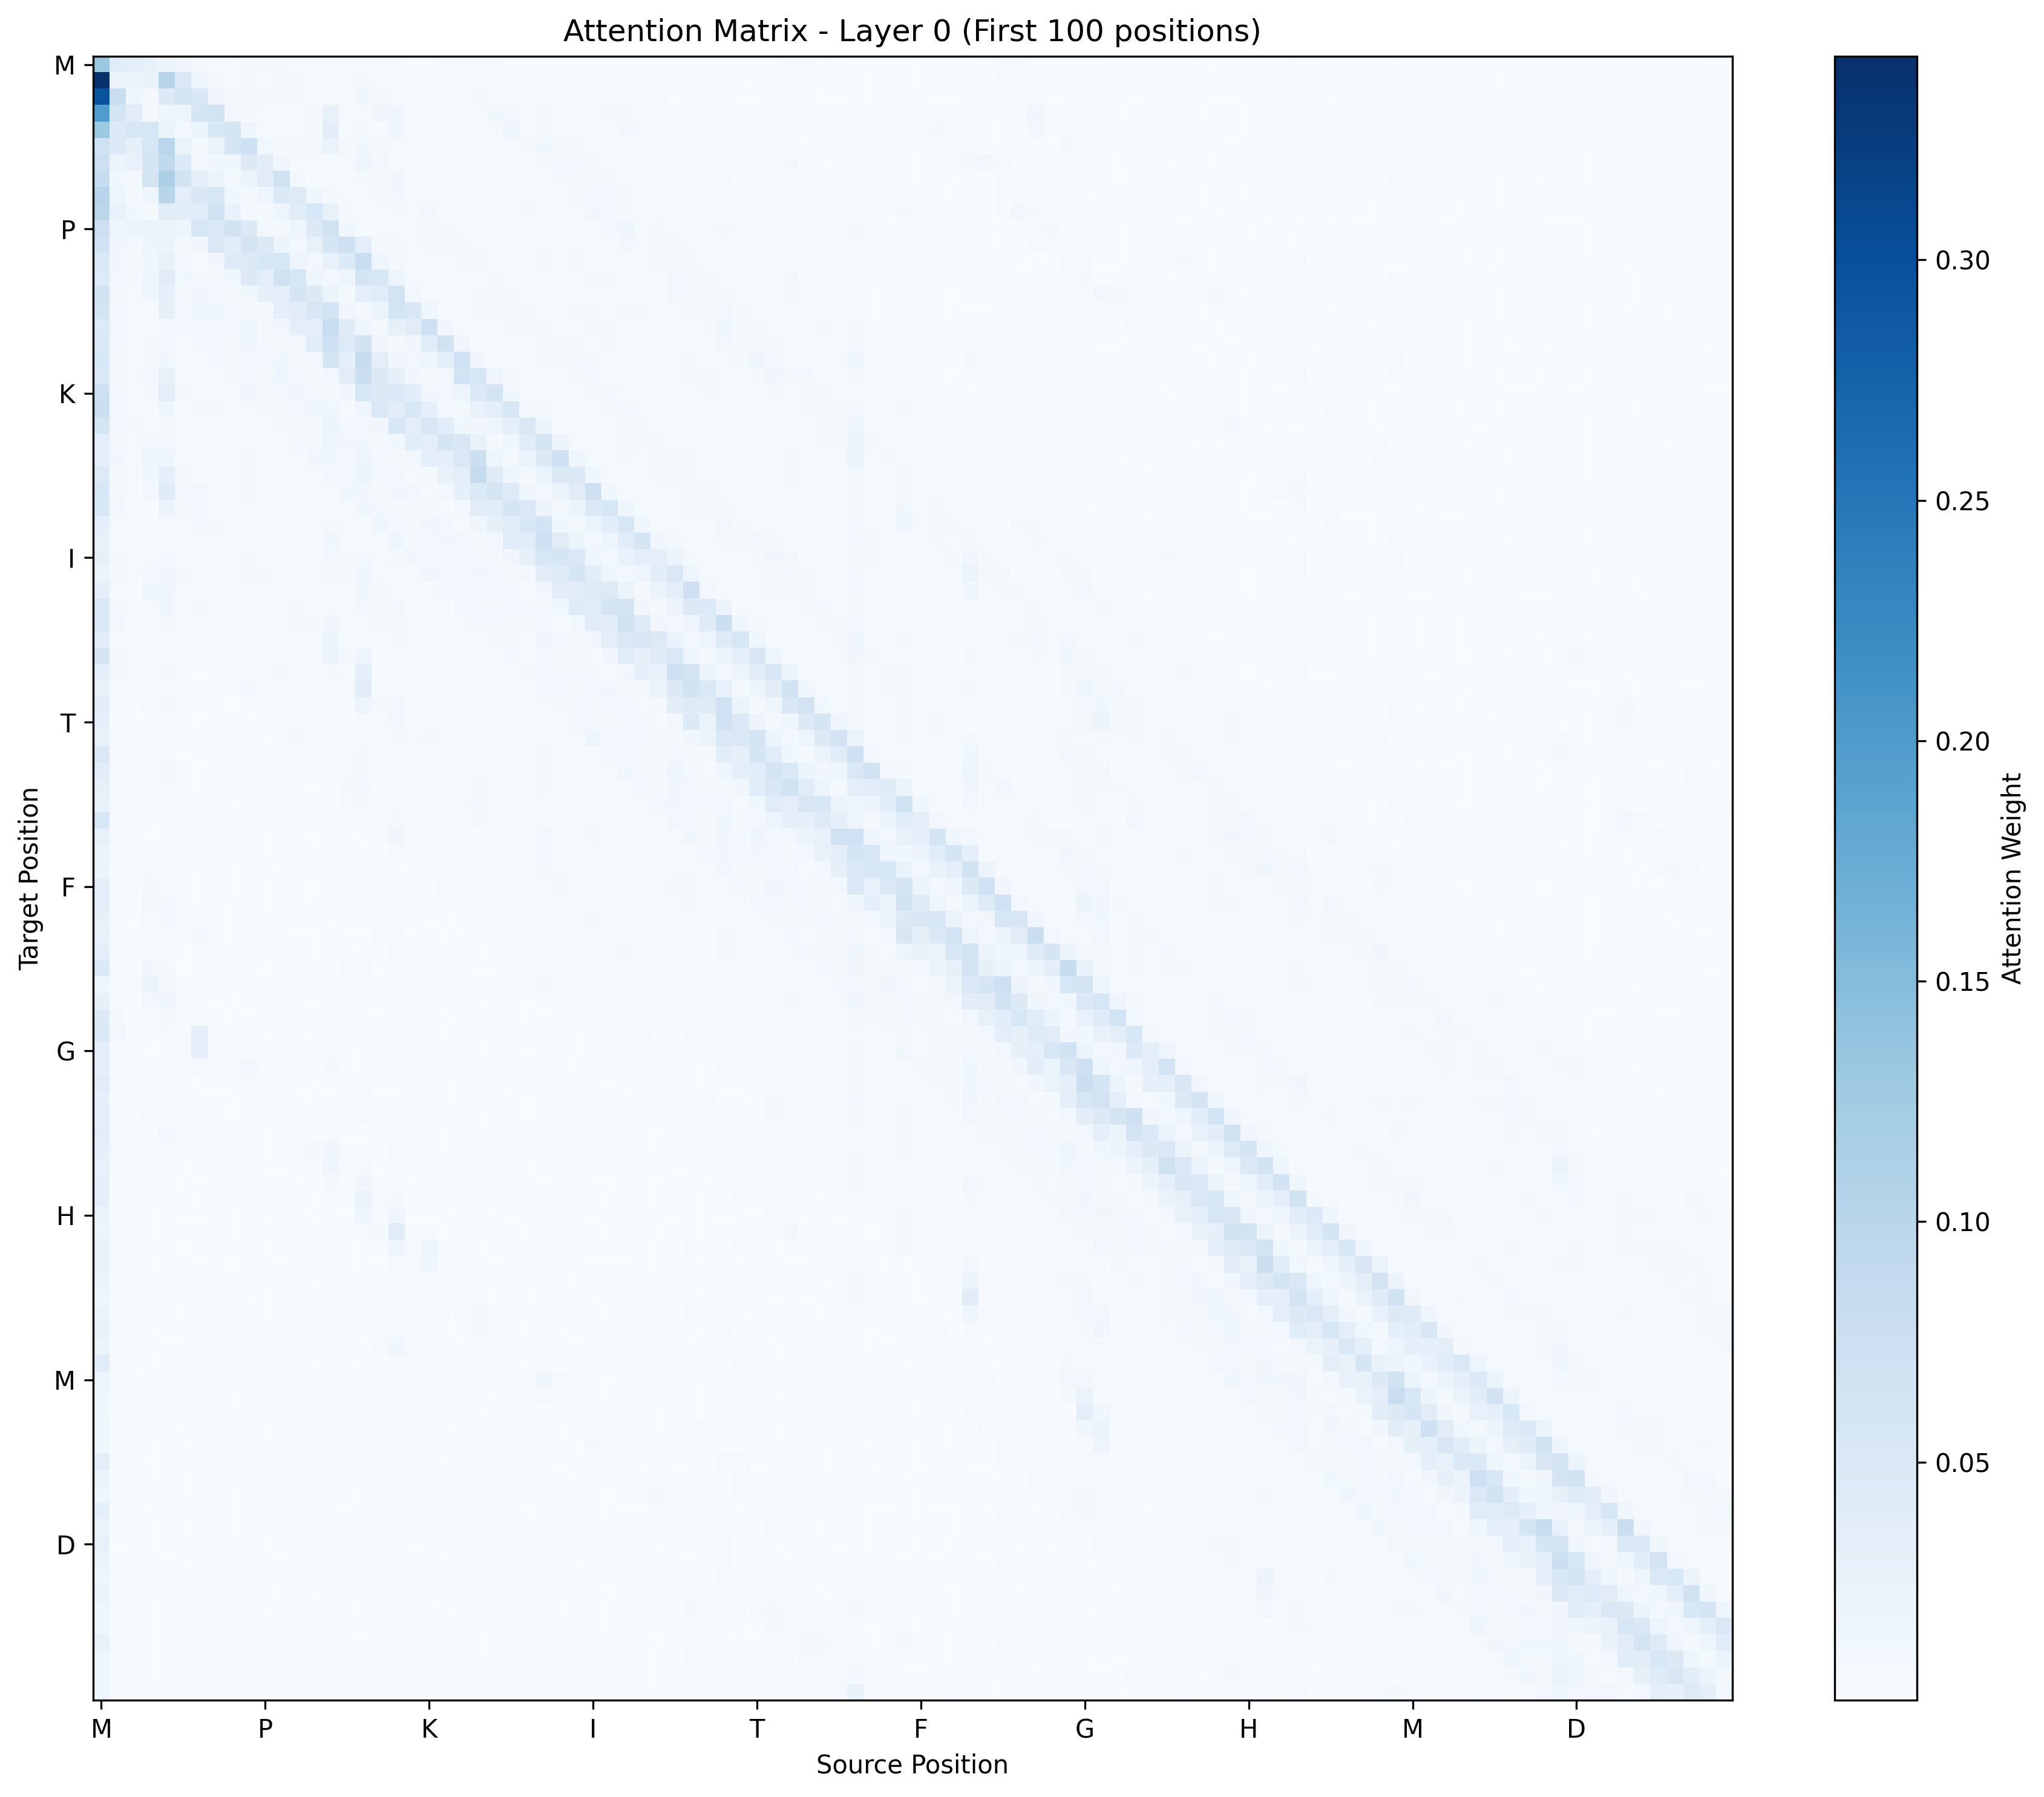 Attention Matrix - Layer 0 (First 100 positions)
M
P
K
I
T
F
G
H
M
D
Target Position
M P K I T F G H M D
Source Position
0.30
0.25
0.20
0.15
0.10
0.05
Attention Weight